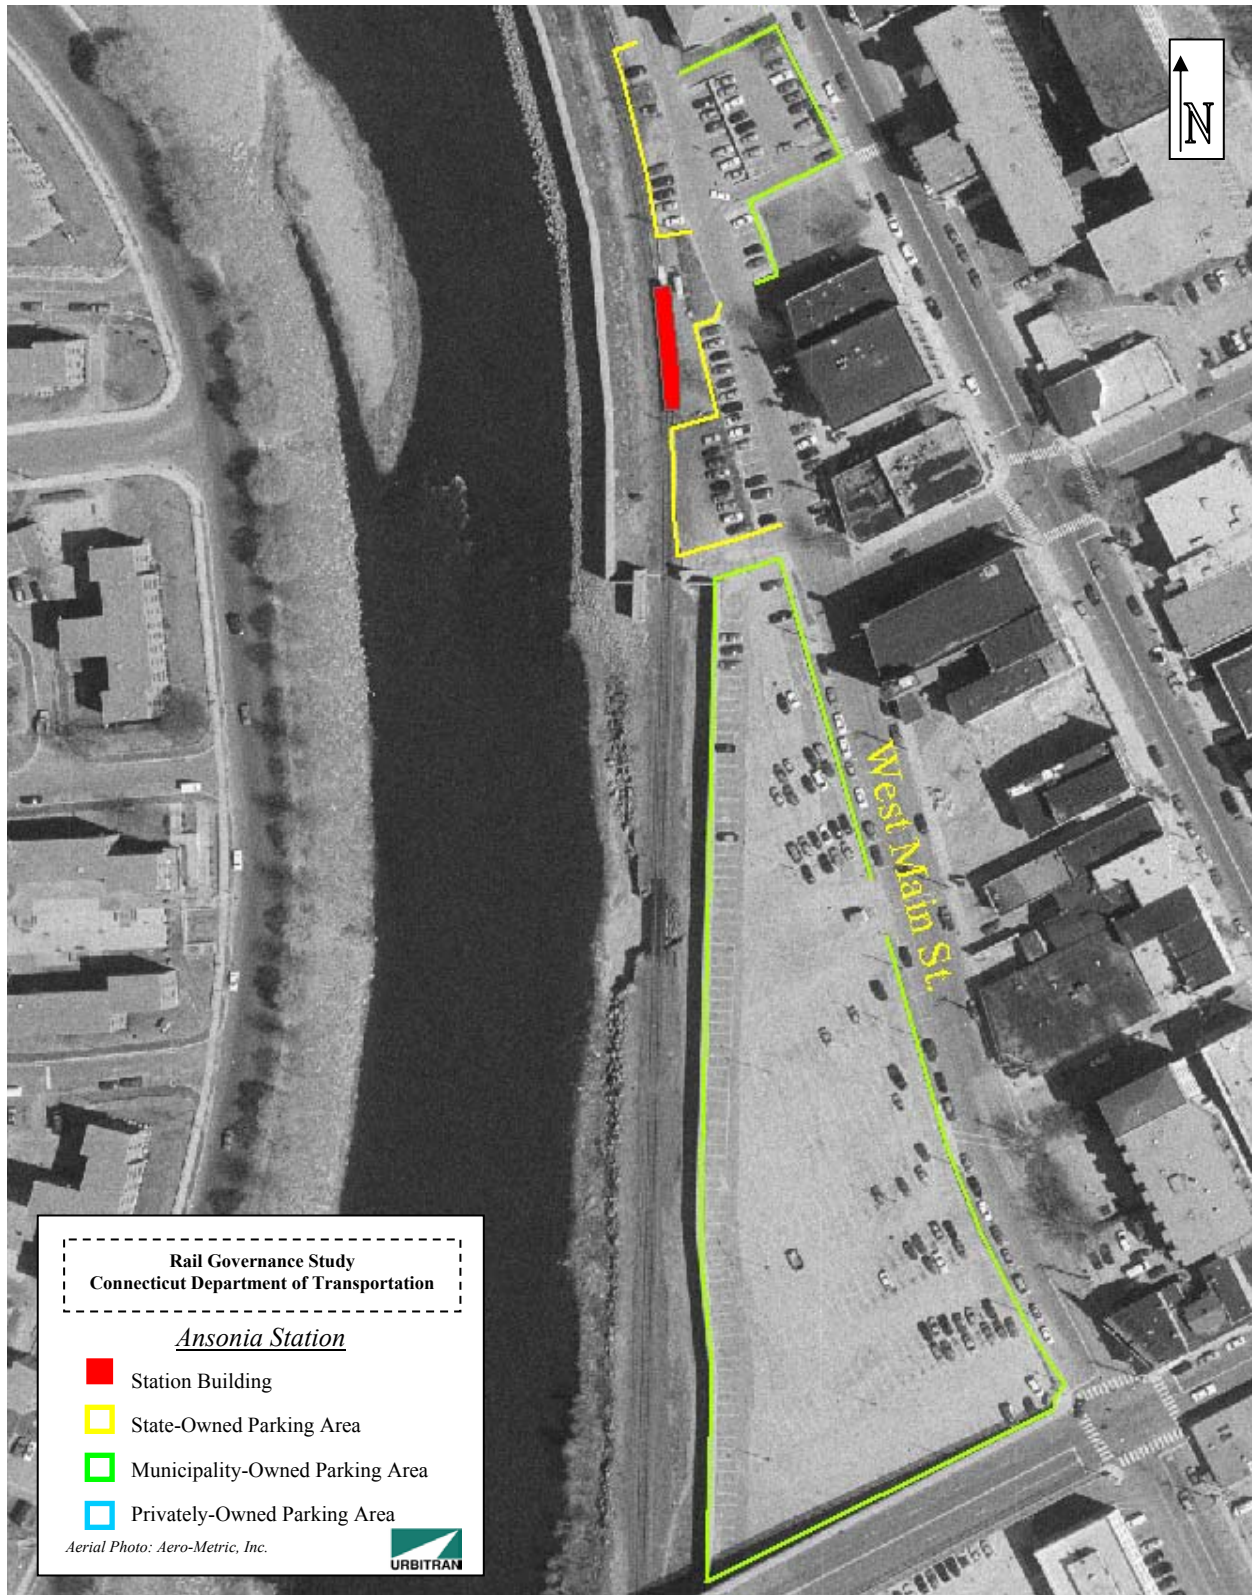 N
West Main St.
Rail Governance Study
Connecticut Department of Transportation
Ansonia Station
Station Building
State-Owned Parking Area
Municipality-Owned Parking Area
Privately-Owned Parking Area
Aerial Photo: Aero-Metric, Inc.
URBITRAN